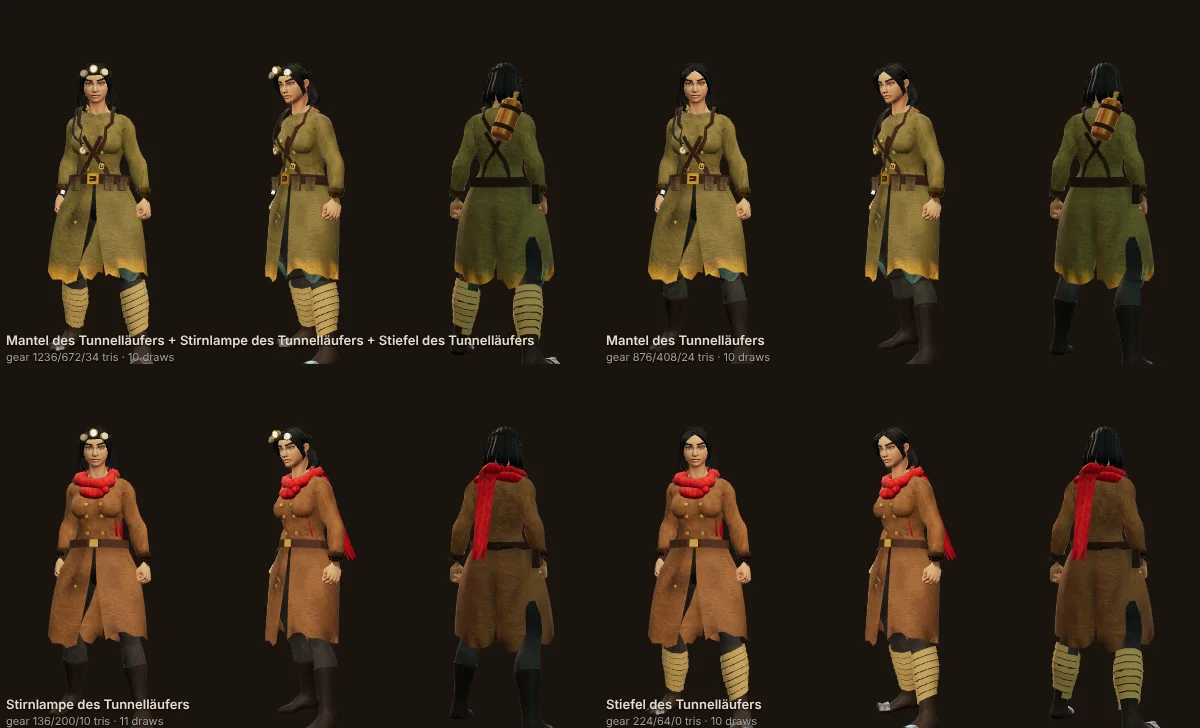 Mantel des Tunnelläufers + Stirnlampe des Tunnelläufers + Stiefel des Tunnelläufers
gear 1236/672/34 tris · 10 draws
Mantel des Tunnelläufers
gear 876/408/24 tris · 10 draws
Stirnlampe des Tunnelläufers
gear 136/200/10 tris · 11 draws
Stiefel des Tunnelläufers
gear 224/64/0 tris · 10 draws